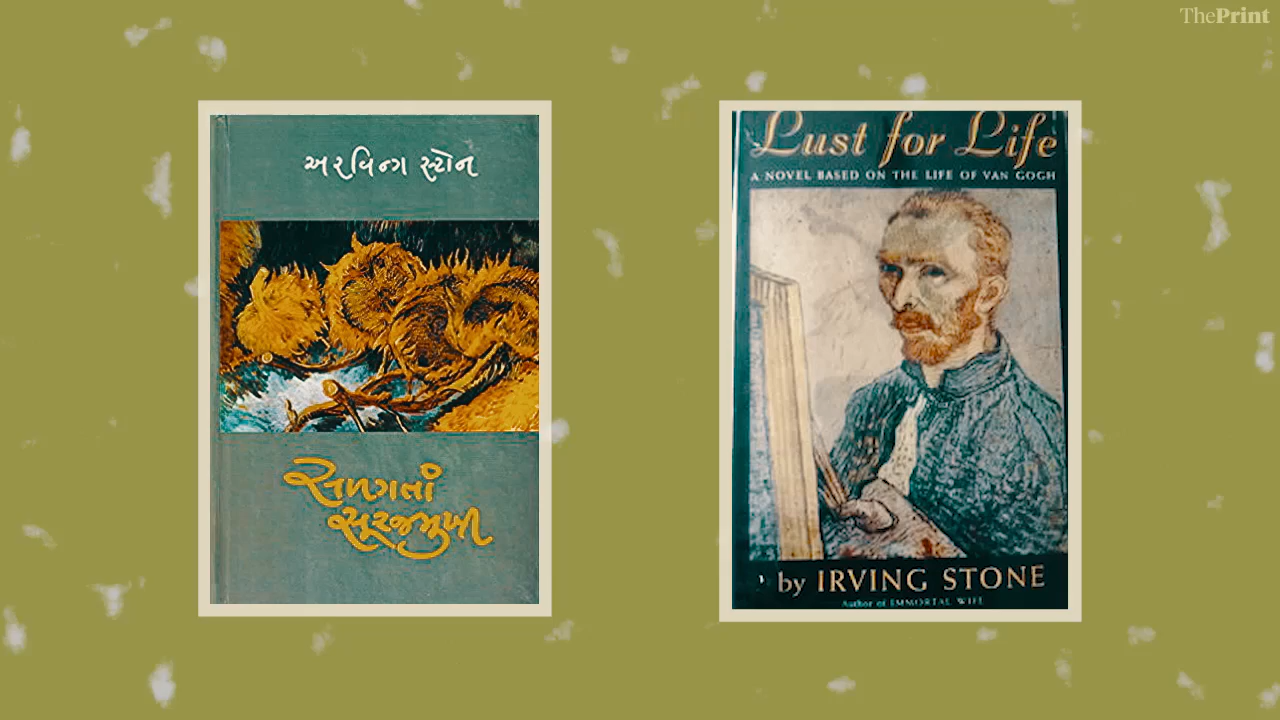 ThePrint
અરવિન્ગ સ્ટોન
સળગતાં
સૂરજમુખી
Lust for Life
A NOVEL BASED ON THE LIFE OF VAN GOGH
by IRVING STONE
Author of IMMORTAL WIFE